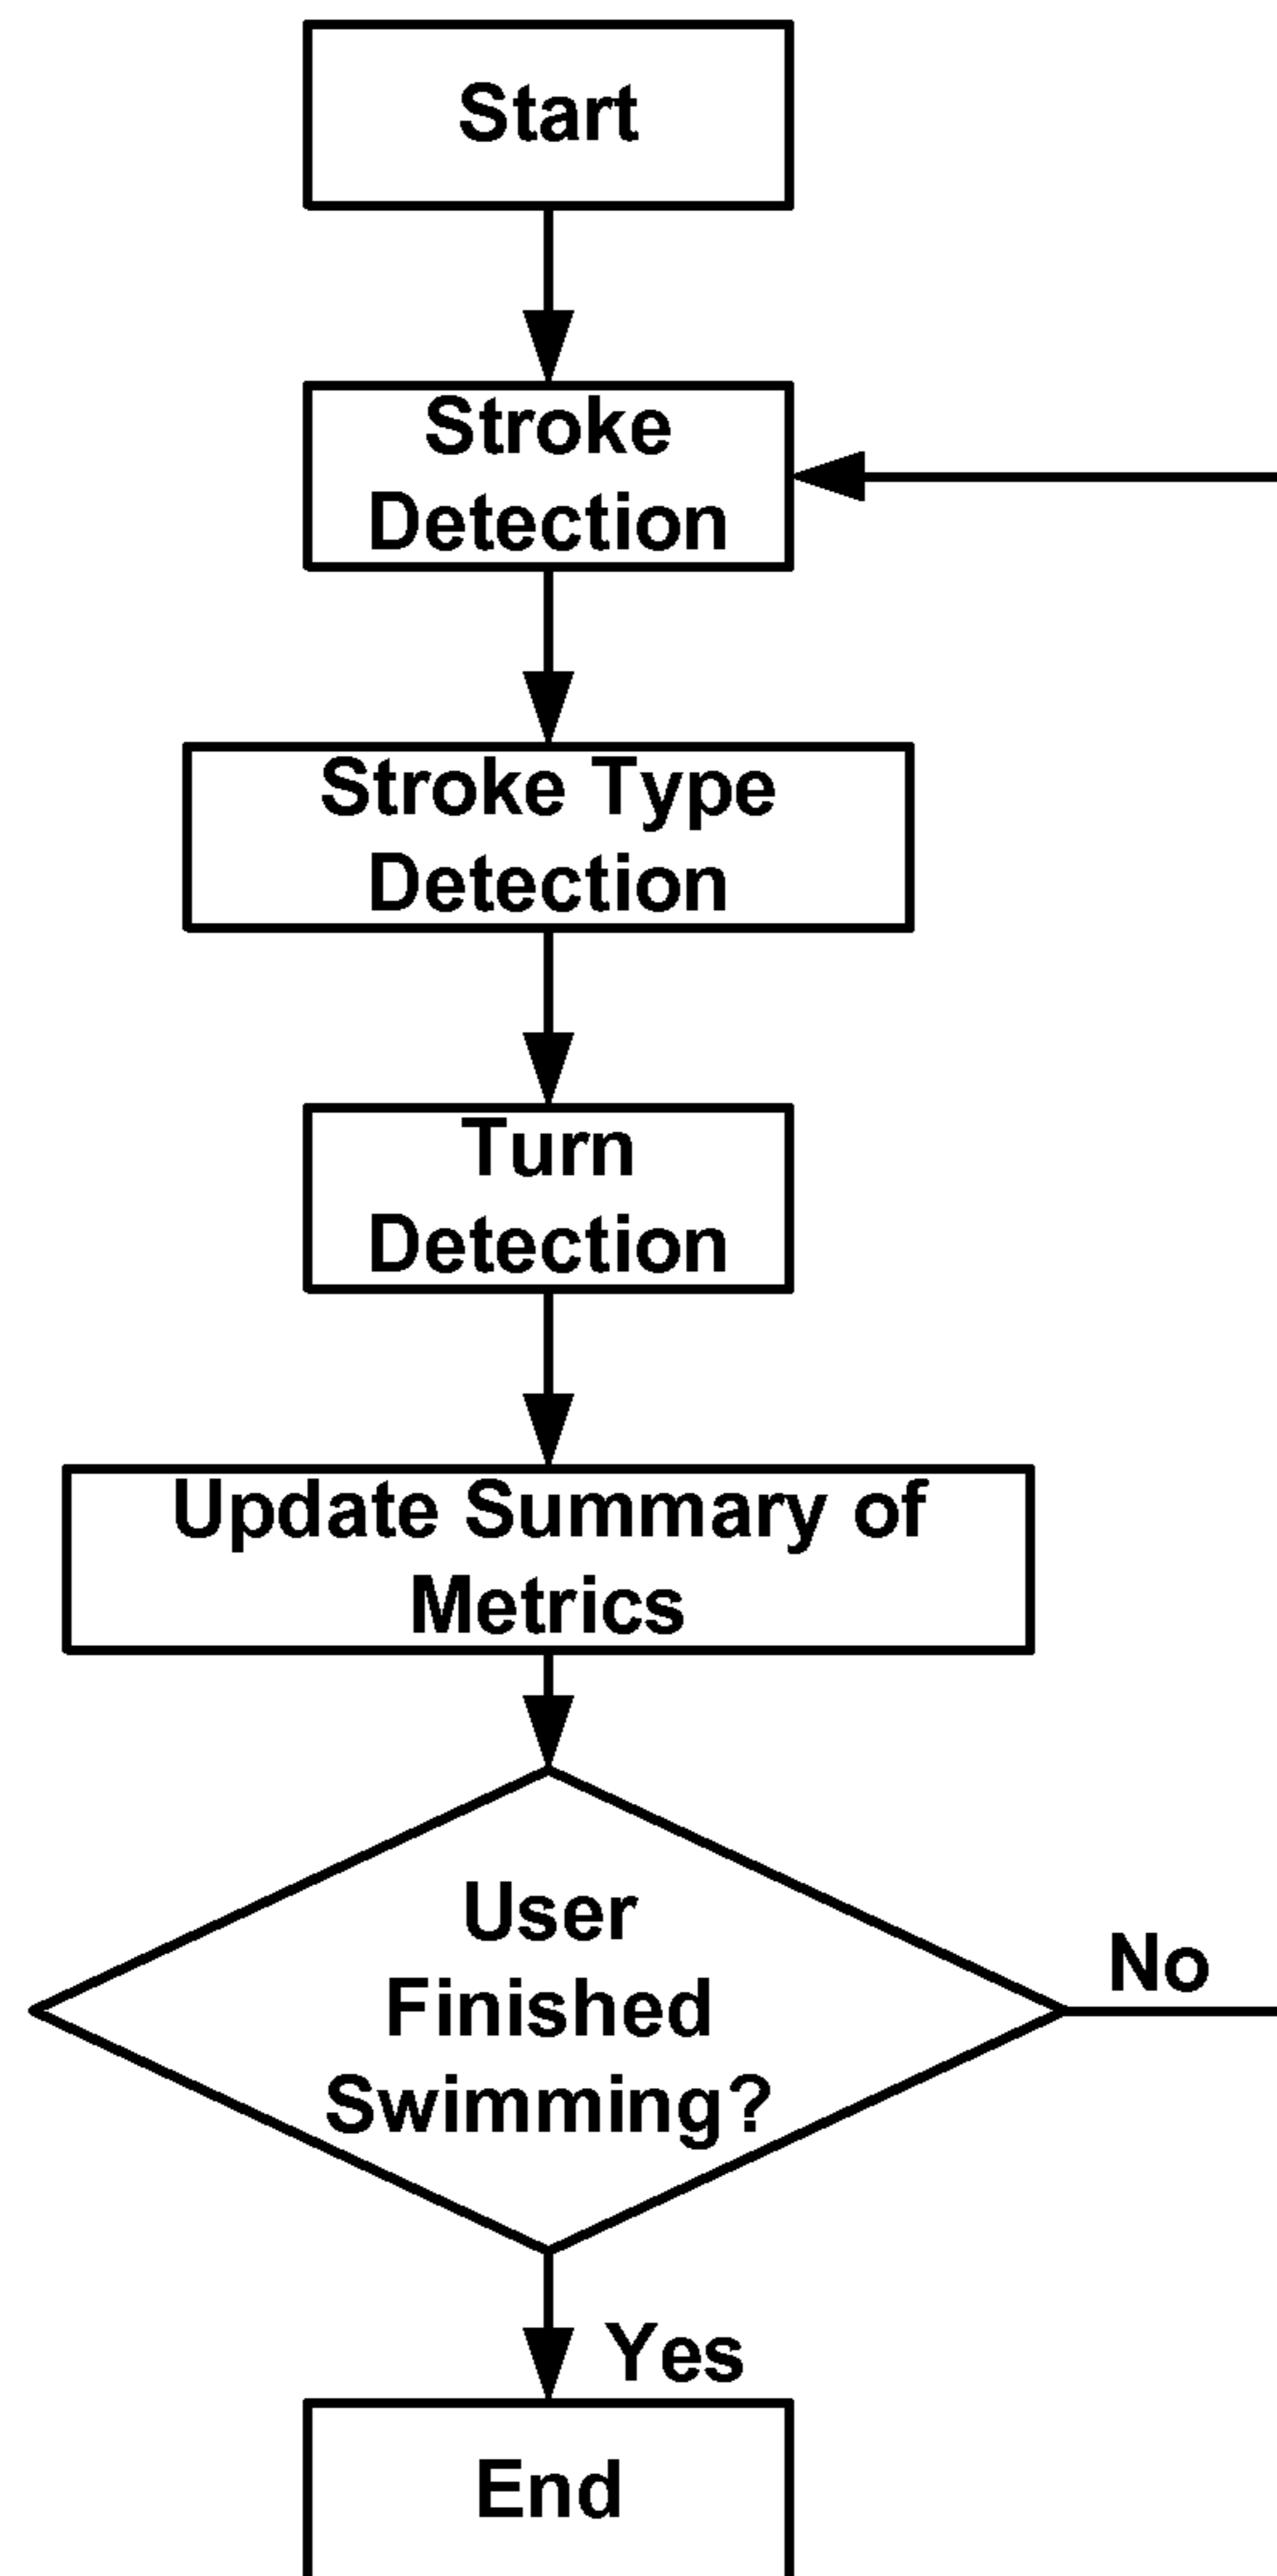 Start
Stroke
Detection
Stroke Type
Detection
Turn
Detection
Update Summary of
Metrics
User
Finished
Swimming?
No
Yes
End